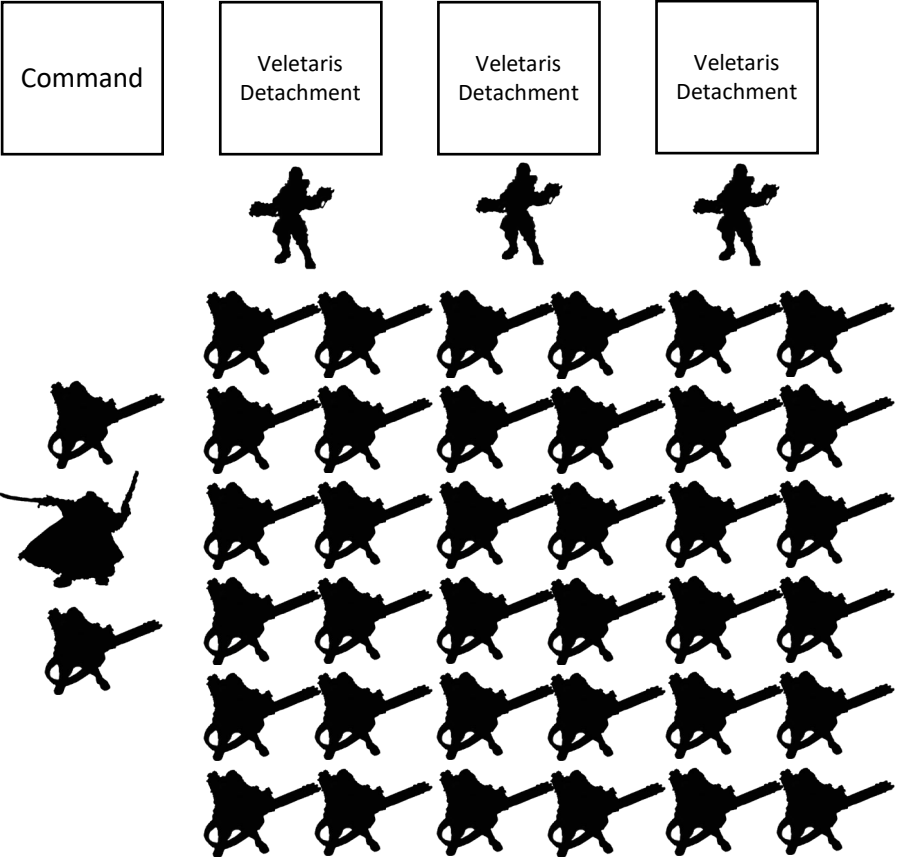 Command
Veletaris
Detachment
Veletaris
Detachment
Veletaris
Detachment